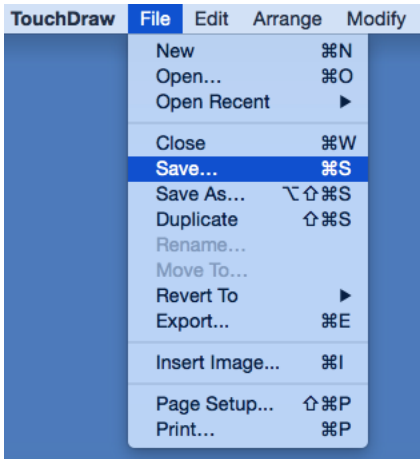 TouchDraw File Edit Arrange Modify
New ⌘N
Open... ⌘O
Open Recent ▶
Close ⌘W
Save... ⌘S
Save As... ⌥⇧⌘S
Duplicate ⇧⌘S
Rename...
Move To...
Revert To ▶
Export... ⌘E
Insert Image... ⌘I
Page Setup... ⇧⌘P
Print... ⌘P